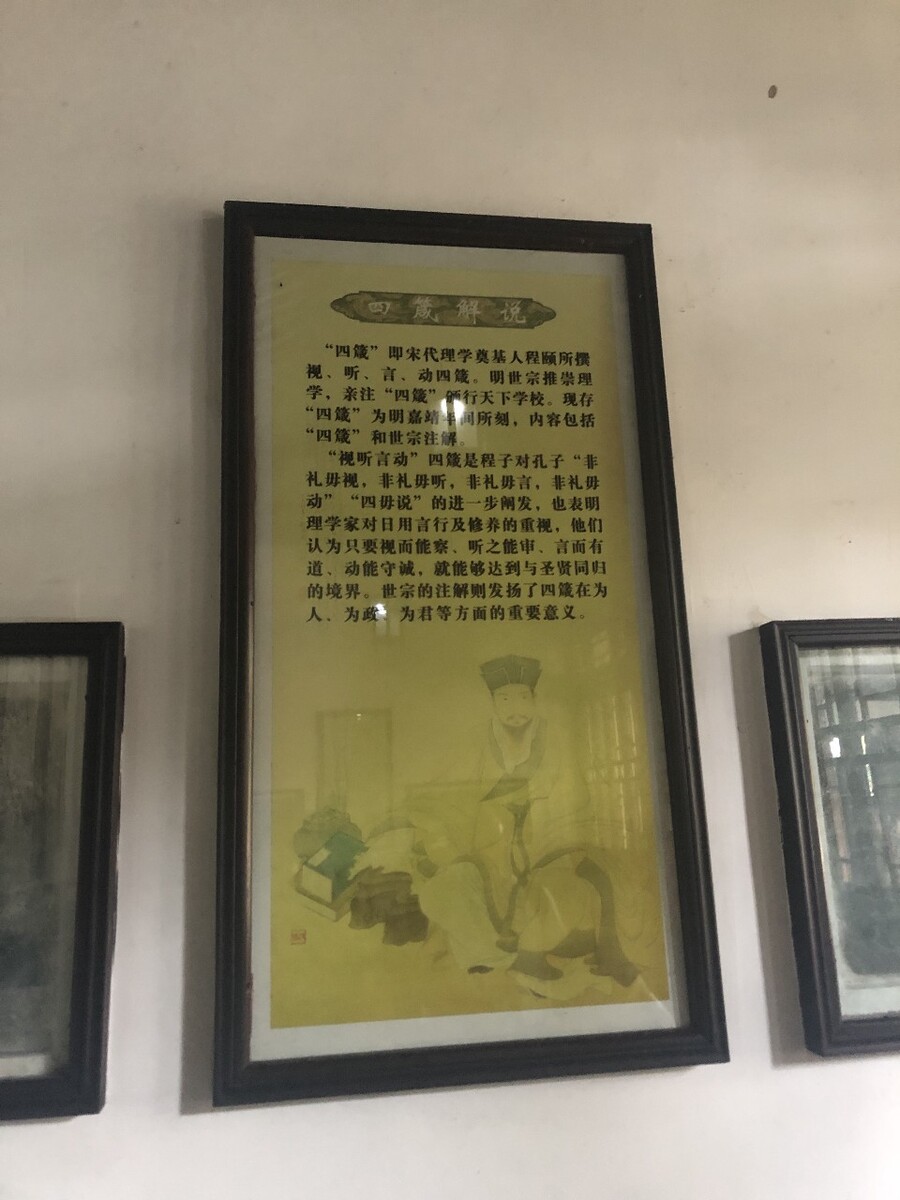 四箴解说
“四箴”即宋代理学奠基人程颐所撰
视、听、言、动四箴。明世宗推崇理
学，亲注“四箴”颁行天下学校。现存
“四箴”为明嘉靖年间所刻，内容包括
“四箴”和世宗注解。
“视听言动”四箴是程子对孔子“非
礼毋视，非礼毋听，非礼毋言，非礼毋
动”“四毋说”的进一步阐发，也表明
理学家对日用言行及修养的重视，他们
认为只要视而能察、听之能审、言而有
道、动能守诚，就能够达到与圣贤同归
的境界。世宗的注解则发扬了四箴在为
人、为政、为君等方面的重要意义。